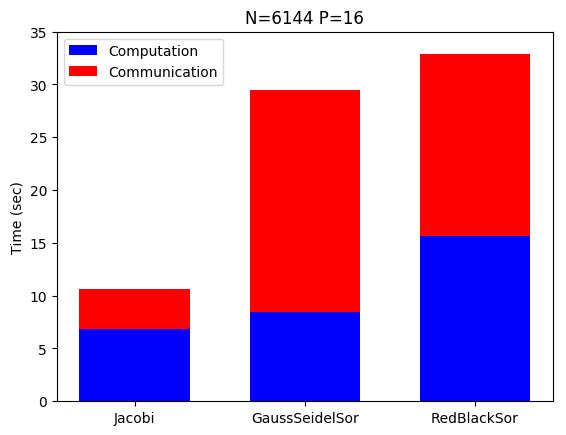 N=6144 P=16
Computation
Communication
Time (sec)
35
30
25
20
15
10
5
0
Jacobi
GaussSeidelSor
RedBlackSor